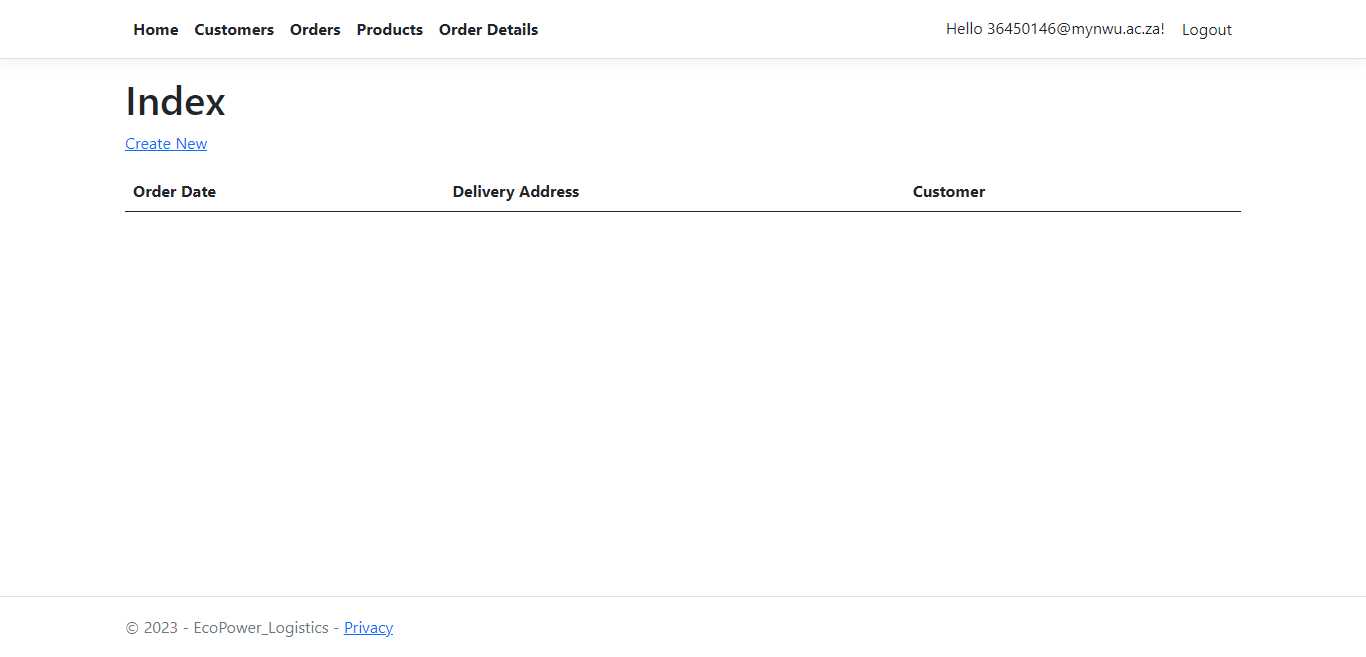 Home Customers Orders Products Order Details Hello 36450146@mynwu.ac.za! Logout
Index
Create New
Order Date Delivery Address Customer
© 2023 - EcoPower_Logistics - Privacy